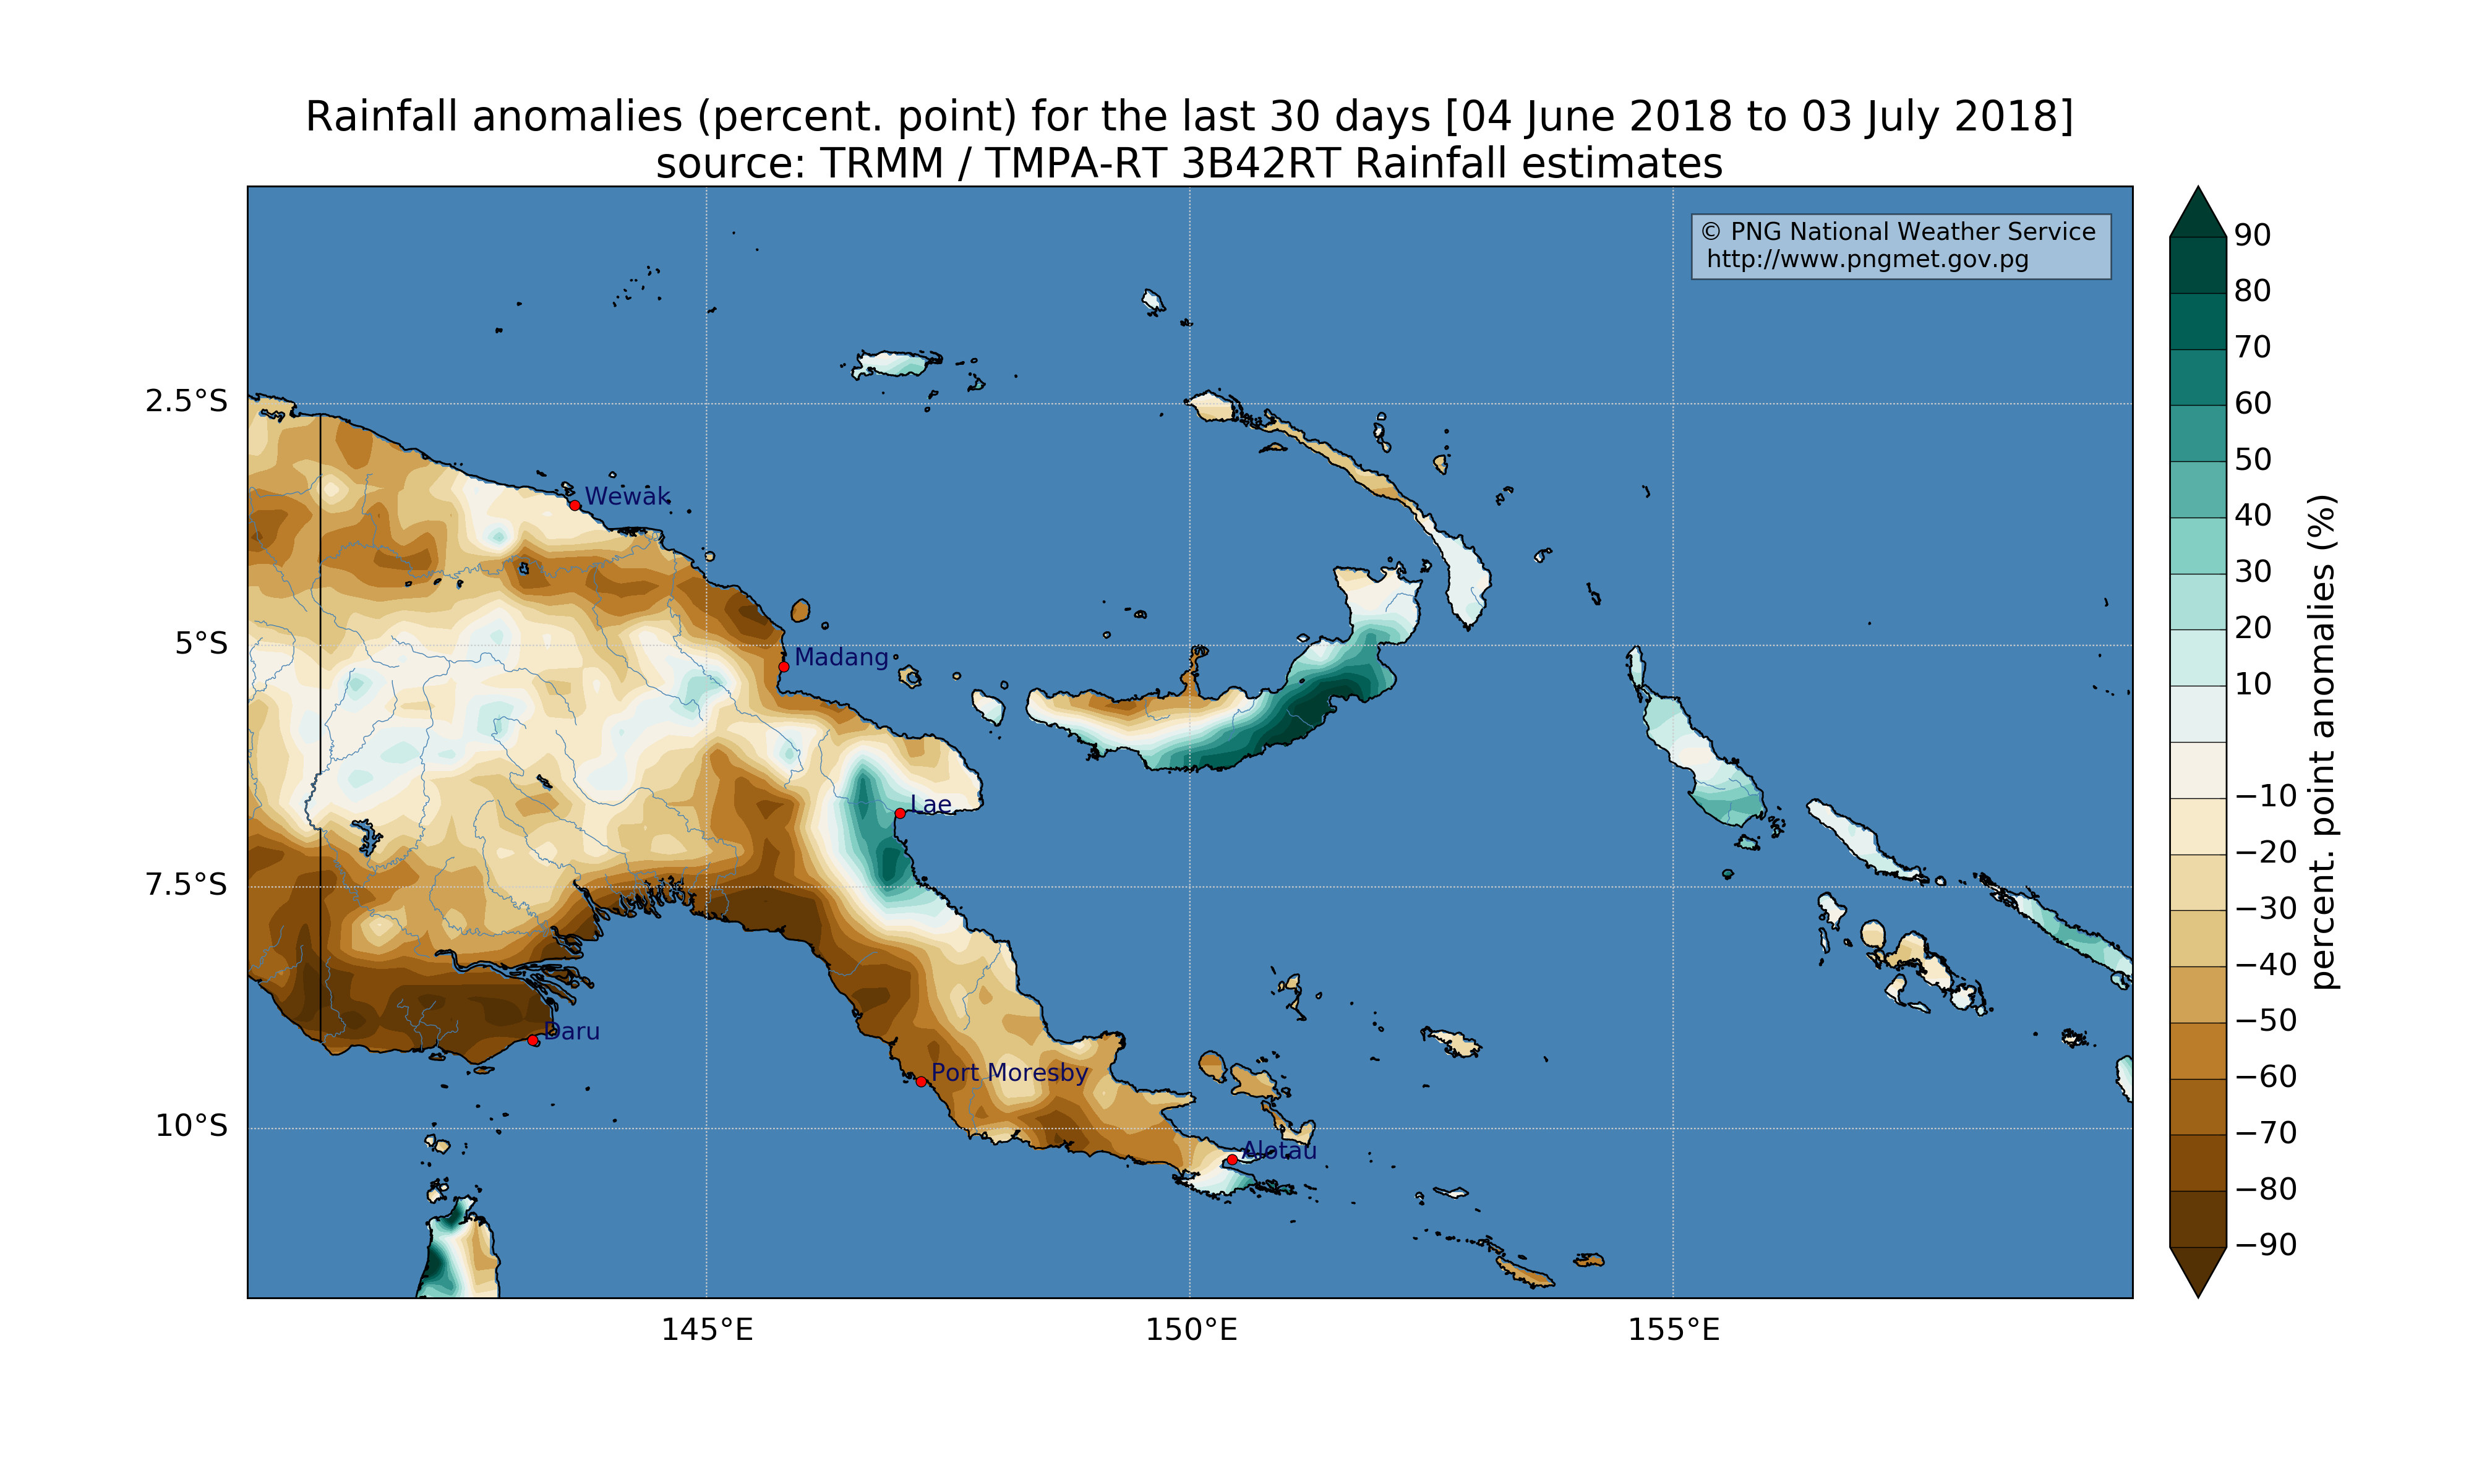 Rainfall anomalies (percent. point) for the last 30 days [04 June 2018 to 03 July 2018]
source: TRMM / TMPA-RT 3B42RT Rainfall estimates
© PNG National Weather Service
http://www.pngmet.gov.pg
2.5°S
5°S
7.5°S
10°S
Wewak
Madang
Lae
Daru
Port Moresby
Alotau
145°E
150°E
155°E
90
80
70
60
50
40
30
20
10
−10
−20
−30
−40
−50
−60
−70
−80
−90
percent. point anomalies (%)